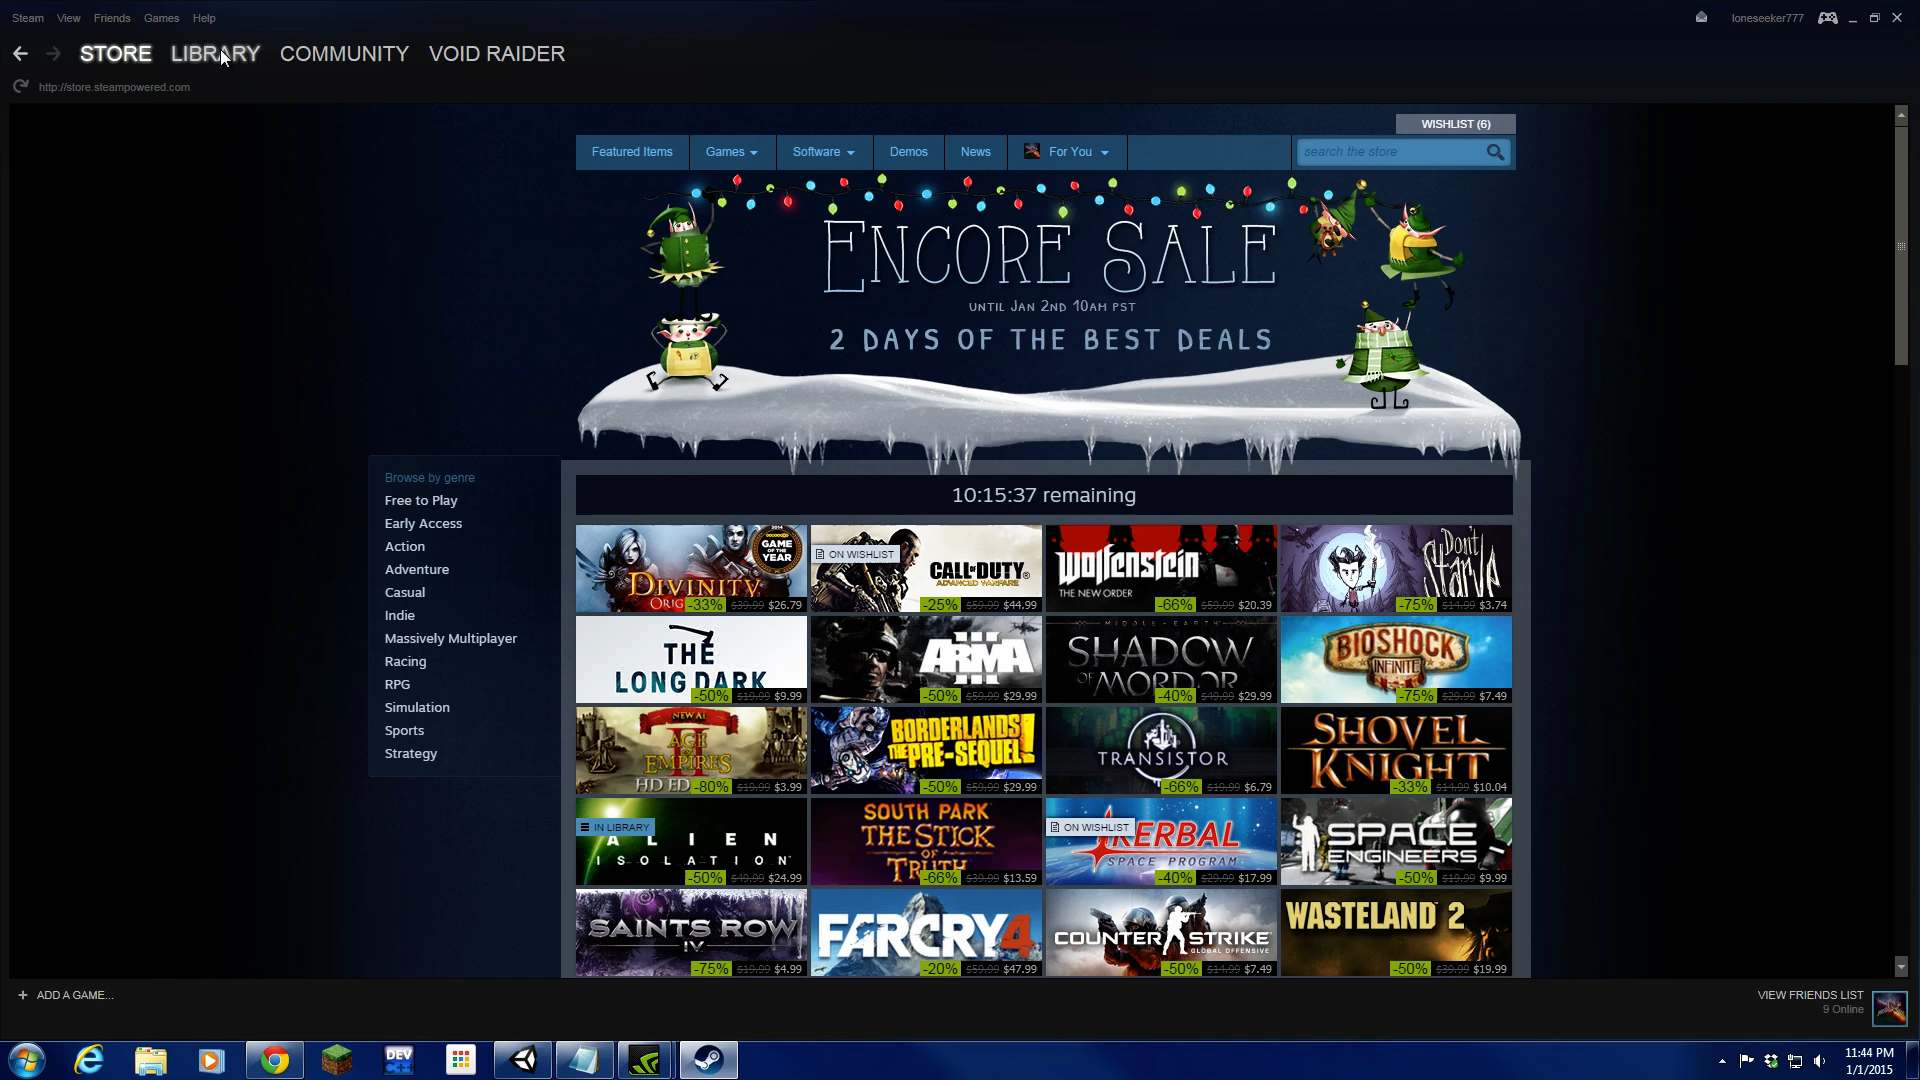 Steam View Friends Games Help
loneseeker777
STORE LIBRARY COMMUNITY VOID RAIDER
http://store.steampowered.com
WISHLIST (6)
Featured Items Games Software Demos News For You
search the store
ENCORE SALE
UNTIL JAN 2ND 10AM PST
2 DAYS OF THE BEST DEALS
Browse by genre
Free to Play
Early Access
Action
Adventure
Casual
Indie
Massively Multiplayer
Racing
RPG
Simulation
Sports
Strategy
10:15:37 remaining
2014
GAME OF THE YEAR
DIVINITY
ORIG
-33% $39.99 $26.79
ON WISHLIST
CALL OF DUTY®
ADVANCED WARFARE
-25% $59.99 $44.99
Wolfenstein
THE NEW ORDER
-66% $59.99 $20.39
Don't Starve
-75% $14.99 $3.74
THE
LONG DARK
-50% $19.99 $9.99
ARMA III
-50% $59.99 $29.99
MIDDLE-EARTH
SHADOW
OF MORDOR
-40% $49.99 $29.99
BIOSHOCK
INFINITE
-75% $29.99 $7.49
NEW AI
AGE
OF
EMPIRES
II
HD ED
-80% $19.99 $3.99
BORDERLANDS
THE PRE-SEQUEL!
-50% $59.99 $29.99
TRANSISTOR
-66% $19.99 $6.79
SHOVEL
KNIGHT
-33% $14.99 $10.04
IN LIBRARY
ALIEN
ISOLATION
-50% $49.99 $24.99
SOUTH PARK
THE STICK
OF
TRUTH
-66% $39.99 $13.59
ON WISHLIST
KERBAL
SPACE PROGRAM
-40% $29.99 $17.99
SPACE
ENGINEERS
-50% $19.99 $9.99
SAINTS ROW
IV
-75% $19.99 $4.99
FARCRY 4
-20% $59.99 $47.99
COUNTER STRIKE
GLOBAL OFFENSIVE
-50% $14.99 $7.49
WASTELAND 2
-50% $39.99 $19.99
ADD A GAME...
VIEW FRIENDS LIST
9 Online
DEV
C++
11:44 PM
1/1/2015